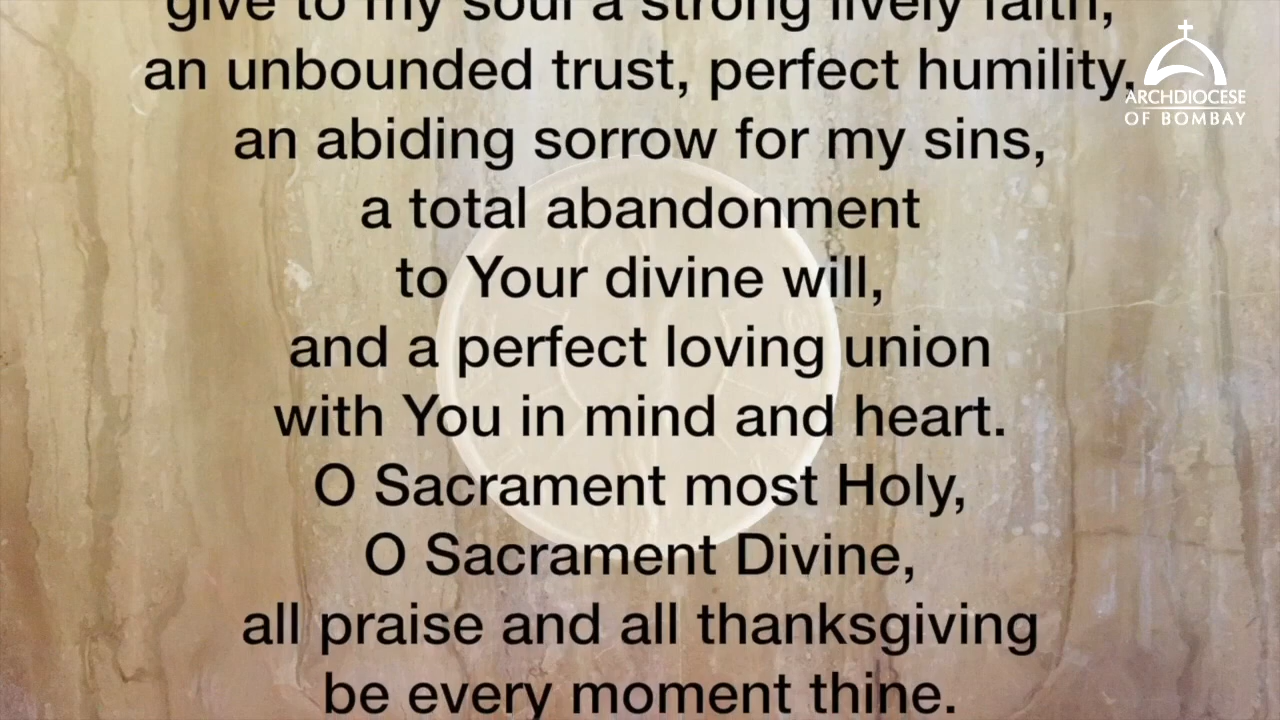 give to my soul a strong lively faith,
an unbounded trust, perfect humility,
an abiding sorrow for my sins,
a total abandonment
to Your divine will,
and a perfect loving union
with You in mind and heart.
O Sacrament most Holy,
O Sacrament Divine,
all praise and all thanksgiving
be every moment thine.
ARCHDIOCESE
OF BOMBAY